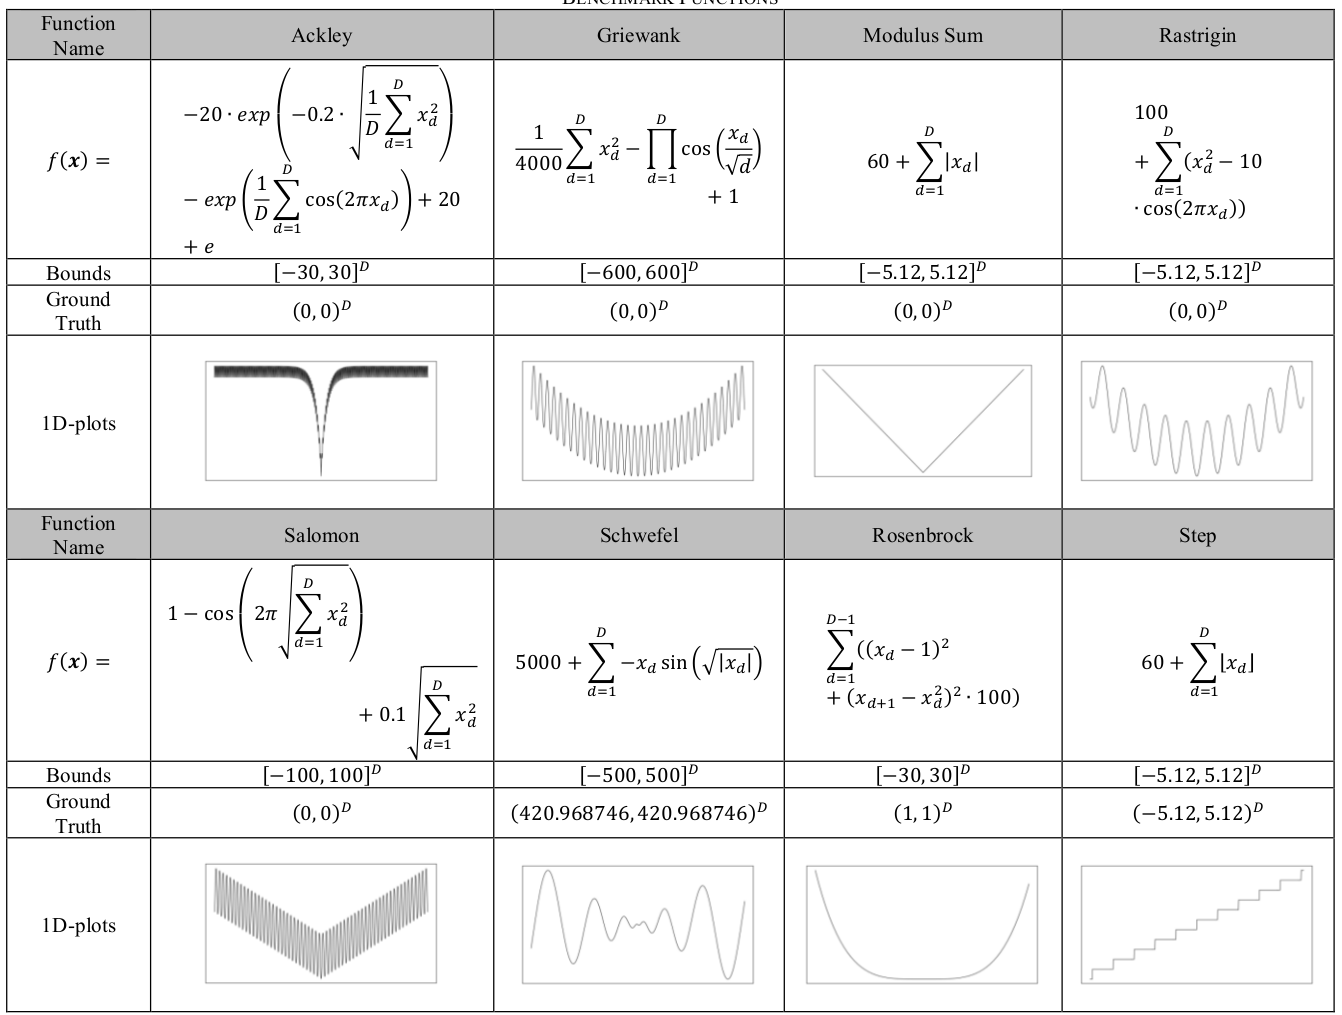 BENCHMARK FUNCTIONS
Function Name Ackley Griewank Modulus Sum Rastrigin
f(x) = −20 · exp(−0.2 · √(1/D ∑_{d=1}^{D} x_d^2)) − exp(1/D ∑_{d=1}^{D} cos(2πx_d)) + 20 + e
1/4000 ∑_{d=1}^{D} x_d^2 − ∏_{d=1}^{D} cos(x_d/√d) + 1
60 + ∑_{d=1}^{D} |x_d|
100 + ∑_{d=1}^{D} (x_d^2 − 10 · cos(2πx_d))
Bounds [−30, 30]^D [−600, 600]^D [−5.12, 5.12]^D [−5.12, 5.12]^D
Ground Truth (0, 0)^D (0, 0)^D (0, 0)^D (0, 0)^D
1D-plots
Function Name Salomon Schwefel Rosenbrock Step
f(x) = 1 − cos(2π √(∑_{d=1}^{D} x_d^2)) + 0.1 √(∑_{d=1}^{D} x_d^2)
5000 + ∑_{d=1}^{D} −x_d sin(√|x_d|)
∑_{d=1}^{D−1} ((x_d − 1)^2 + (x_{d+1} − x_d^2)^2 · 100)
60 + ∑_{d=1}^{D} ⌊x_d⌋
Bounds [−100, 100]^D [−500, 500]^D [−30, 30]^D [−5.12, 5.12]^D
Ground Truth (0, 0)^D (420.968746, 420.968746)^D (1, 1)^D (−5.12, 5.12)^D
1D-plots